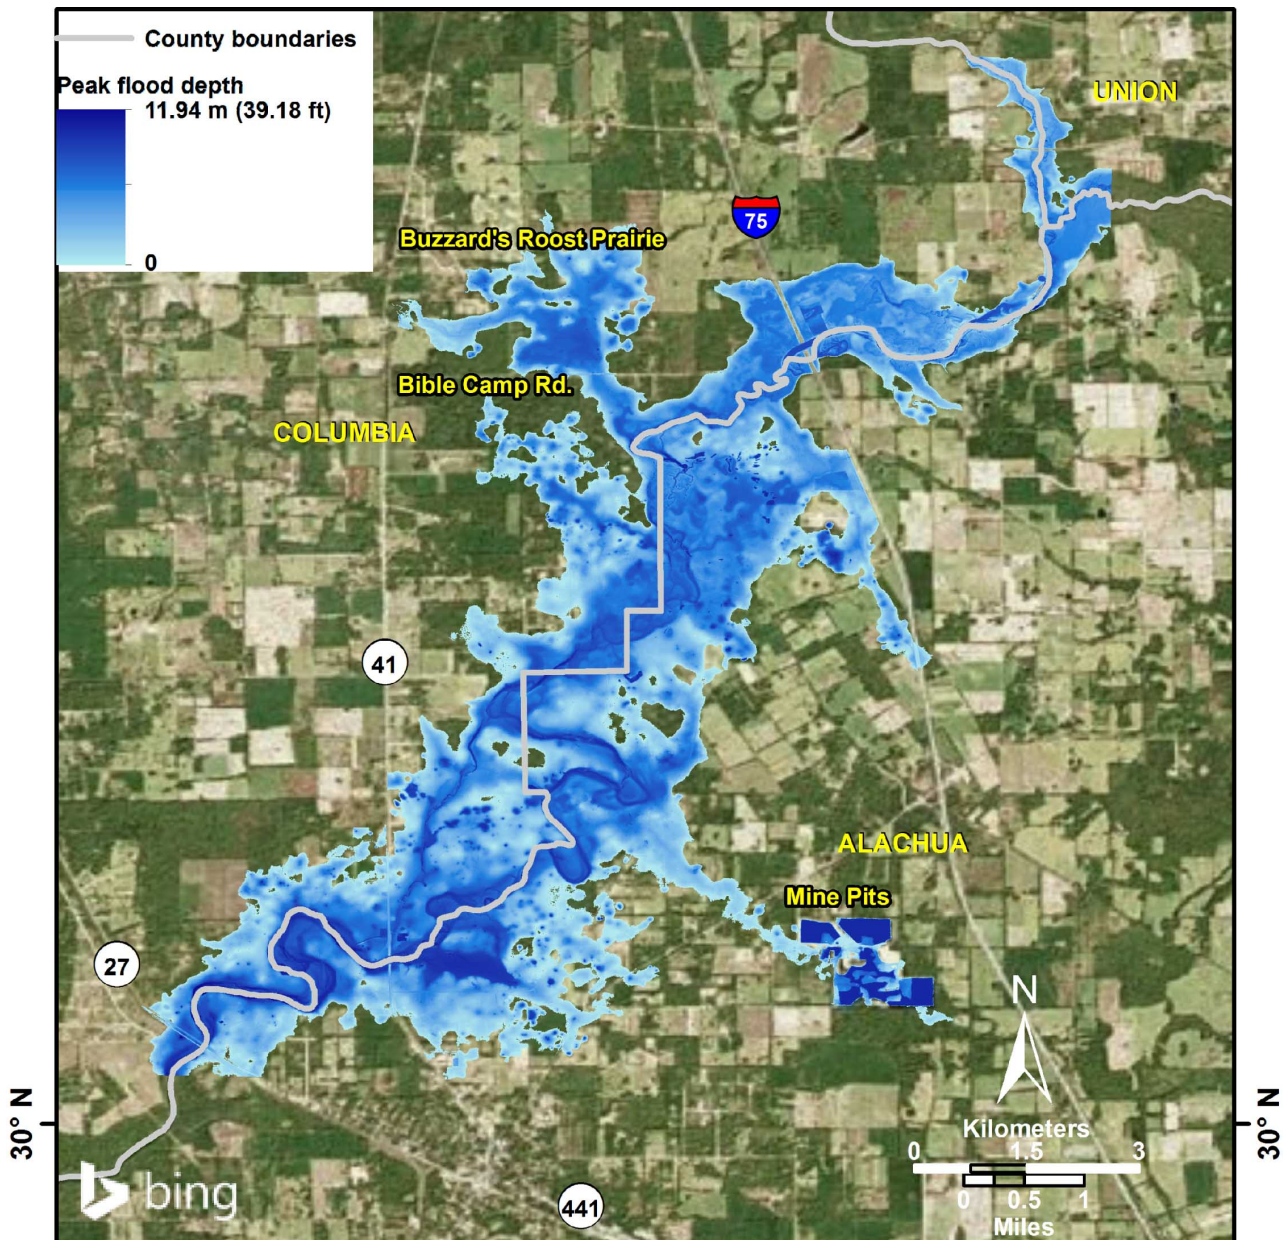 County boundaries
Peak flood depth
11.94 m (39.18 ft)
0
UNION
75
Buzzard's Roost Prairie
Bible Camp Rd.
COLUMBIA
41
ALACHUA
Mine Pits
27
N
30° N
30° N
Kilometers
0 1.5 3
0 0.5 1
Miles
bing
441